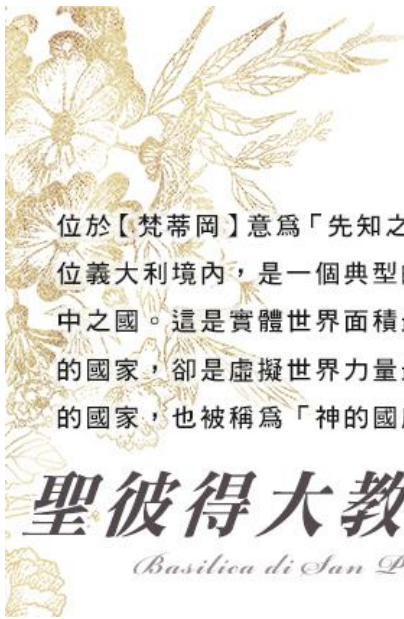 位於【梵蒂岡】意爲「先知之
位義大利境內，是一個典型
中之國。這是實體世界面積
的國家，卻是虛擬世界力量
的國家，也被稱爲「神的國
聖彼得大教
Basilica di San P